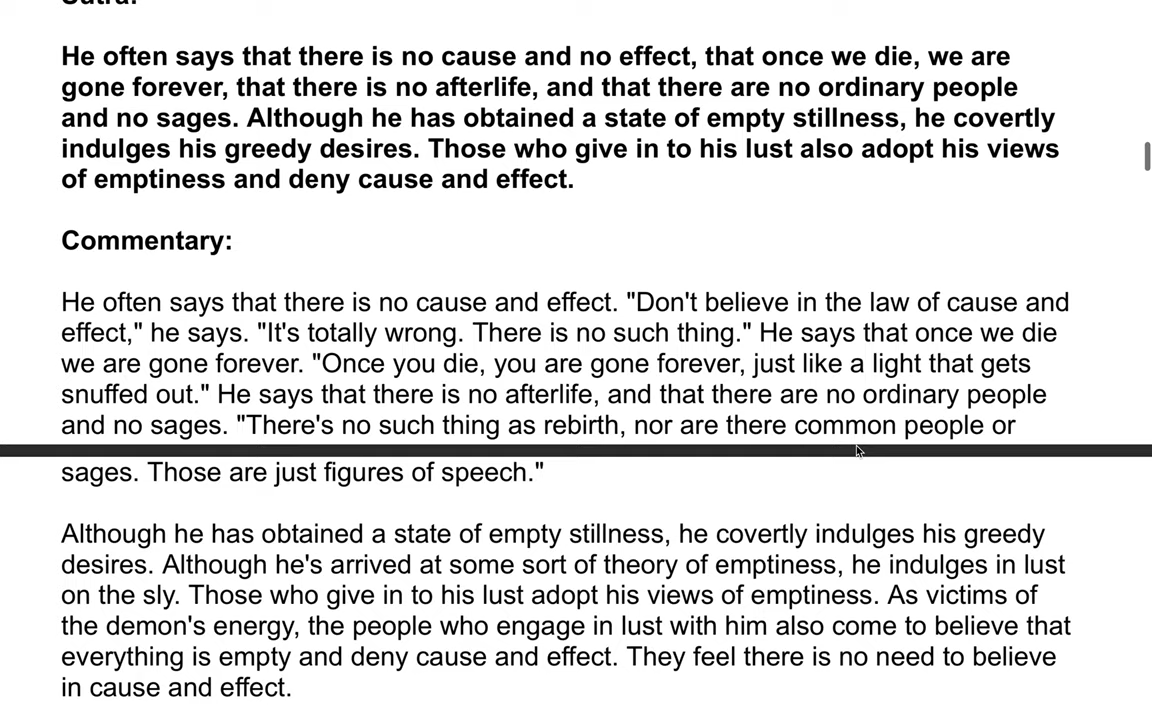 Sutra:
He often says that there is no cause and no effect, that once we die, we are
gone forever, that there is no afterlife, and that there are no ordinary people
and no sages. Although he has obtained a state of empty stillness, he covertly
indulges his greedy desires. Those who give in to his lust also adopt his views
of emptiness and deny cause and effect.
Commentary:
He often says that there is no cause and effect. "Don't believe in the law of cause and
effect," he says. "It's totally wrong. There is no such thing." He says that once we die
we are gone forever. "Once you die, you are gone forever, just like a light that gets
snuffed out." He says that there is no afterlife, and that there are no ordinary people
and no sages. "There's no such thing as rebirth, nor are there common people or
sages. Those are just figures of speech."
Although he has obtained a state of empty stillness, he covertly indulges his greedy
desires. Although he's arrived at some sort of theory of emptiness, he indulges in lust
on the sly. Those who give in to his lust adopt his views of emptiness. As victims of
the demon's energy, the people who engage in lust with him also come to believe that
everything is empty and deny cause and effect. They feel there is no need to believe
in cause and effect.